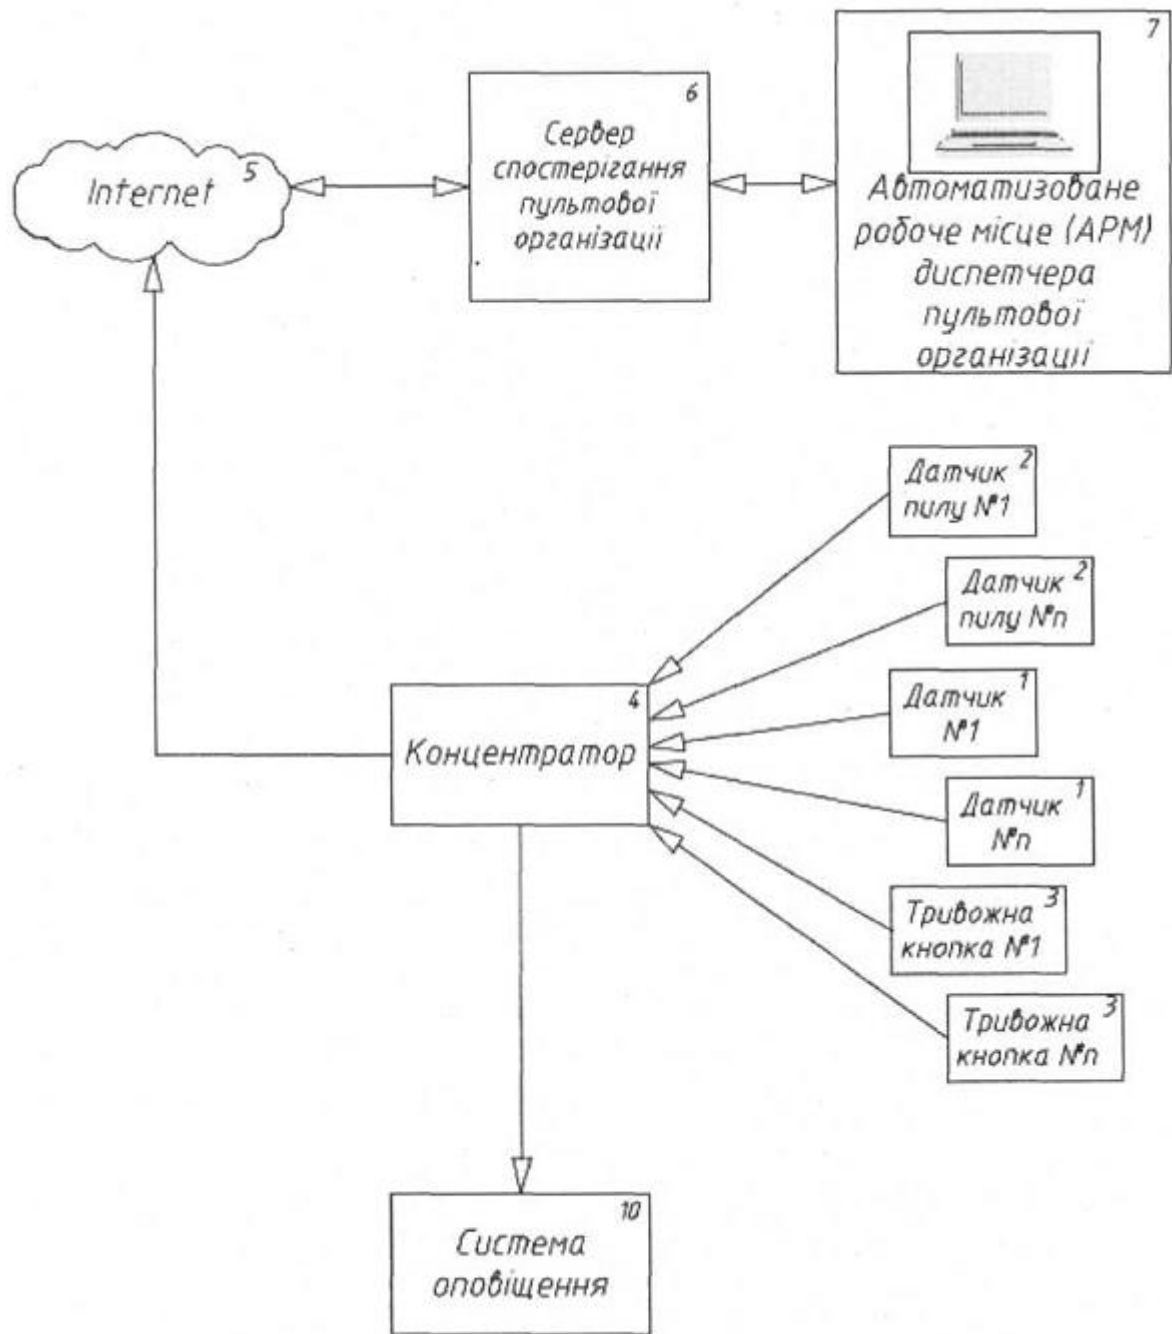 5
Internet
6
Сервер
спостерігання
пультової
організації
7
Автоматизоване
робоче місце (АРМ)
диспетчера
пультової
організації
Датчик 2
пилу №1
Датчик 2
пилу №n
Датчик 1
№1
Датчик 1
№n
Тривожна 3
кнопка №1
Тривожна 3
кнопка №n
4
Концентратор
10
Система
оповіщення